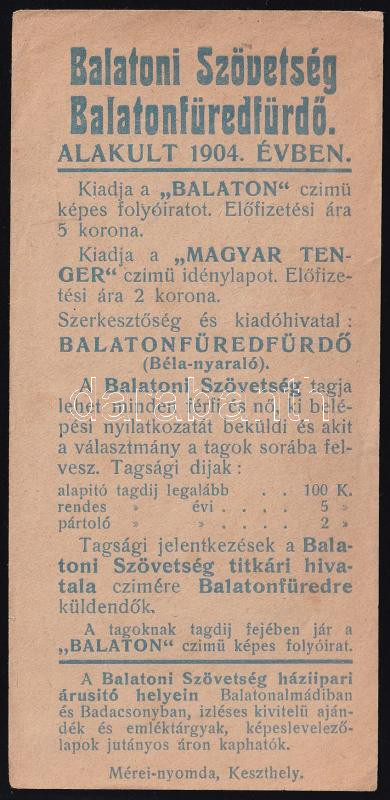 Balatoni Szövetség
Balatonfüredfürdő.
ALAKULT 1904. ÉVBEN.
Kiadja a „BALATON“ czimü
képes folyóiratot. Előfizetési ára
5 korona.
Kiadja a „MAGYAR TEN-
GER“ czimü idénylapot. Előfize-
tési ára 2 korona.
Szerkesztőség és kiadóhivatal :
BALATONFÜREDFÜRDŐ
(Béla-nyaraló).
A Balatoni Szövetség tagja
lehet minden férfi és nő, ki belé-
pési nyilatkozatát beküldi és akit
a választmány a tagok sorába fel-
vesz. Tagsági dijak :
alapitó tagdij legalább . . 100 K.
rendes » évi . . . . 5 »
pártoló » » . . . . 2 »
Tagsági jelentkezések a Bala-
toni Szövetség titkári hiva-
tala czimére Balatonfüredre
küldendők.
A tagoknak tagdij fejében jár a
„BALATON“ czimü képes folyóirat.
A Balatoni Szövetség háziipari
árusitó helyein Balatonalmádiban
és Badacsonyban, izléses kivitelü aján-
dék és emléktárgyak, képeslevelező-
lapok jutányos áron kaphatók.
Mérei-nyomda, Keszthely.
darabanth